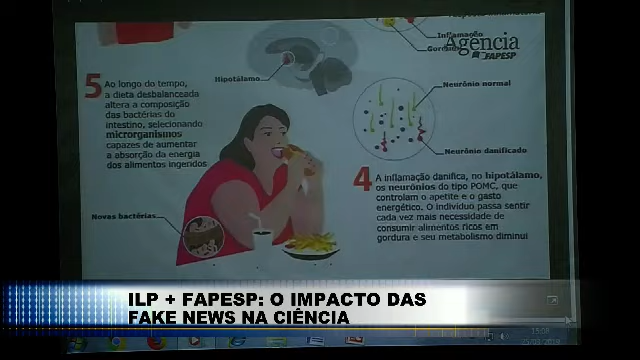 Inflamação
Gordura
Agência
FAPESP
Hipotálamo
Neurônio normal
5 Ao longo do tempo,
a dieta desbalanceada
altera a composição
das bactérias do
intestino, selecionando
microrganismos
capazes de aumentar
a absorção da energia
dos alimentos ingeridos
Neurônio danificado
4 A inflamação danifica, no hipotálamo,
os neurônios do tipo POMC, que
controlam o apetite e o gasto
energético. O indivíduo passa sentir
cada vez mais necessidade de
consumir alimentos ricos em
gordura e seu metabolismo diminui
Novas bactérias
ILP + FAPESP: O IMPACTO DAS
FAKE NEWS NA CIÊNCIA